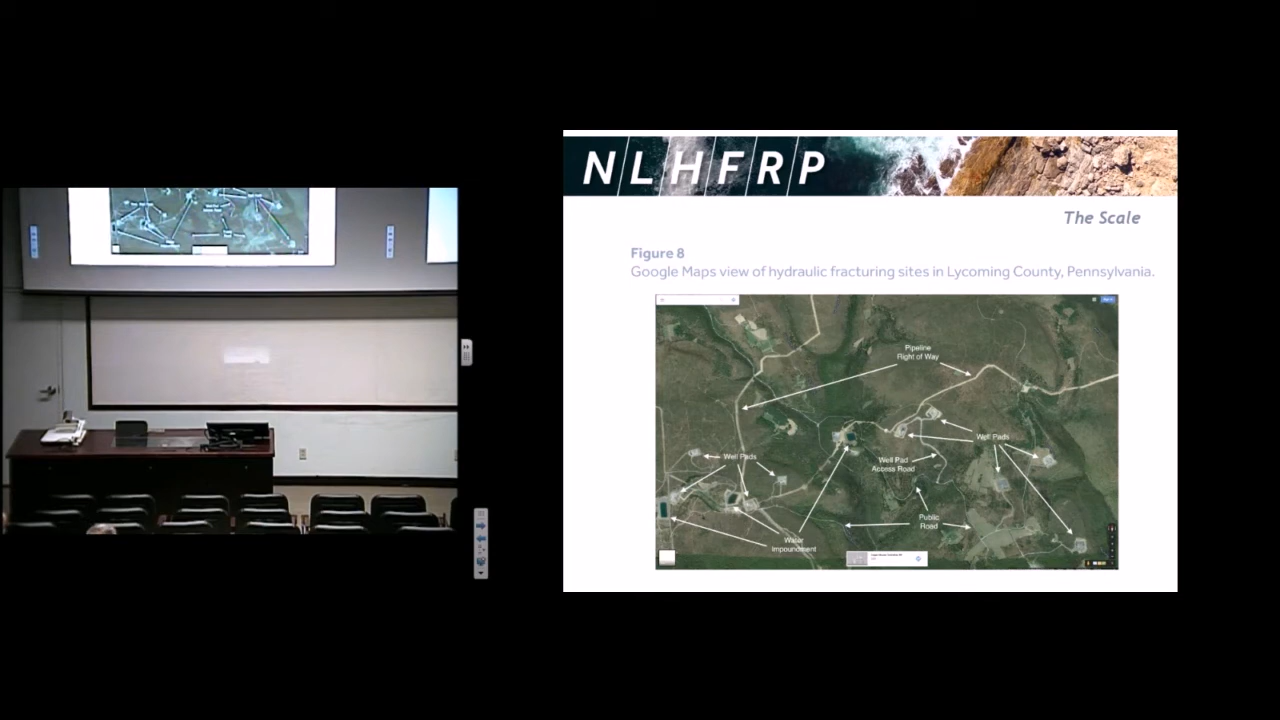 NLHFRP
The Scale
Figure 8
Google Maps view of hydraulic fracturing sites in Lycoming County, Pennsylvania.
Pipeline
Right of Way
Well Pads
Well Pads
Well Pad
Access Road
Public
Road
Water
Impoundment